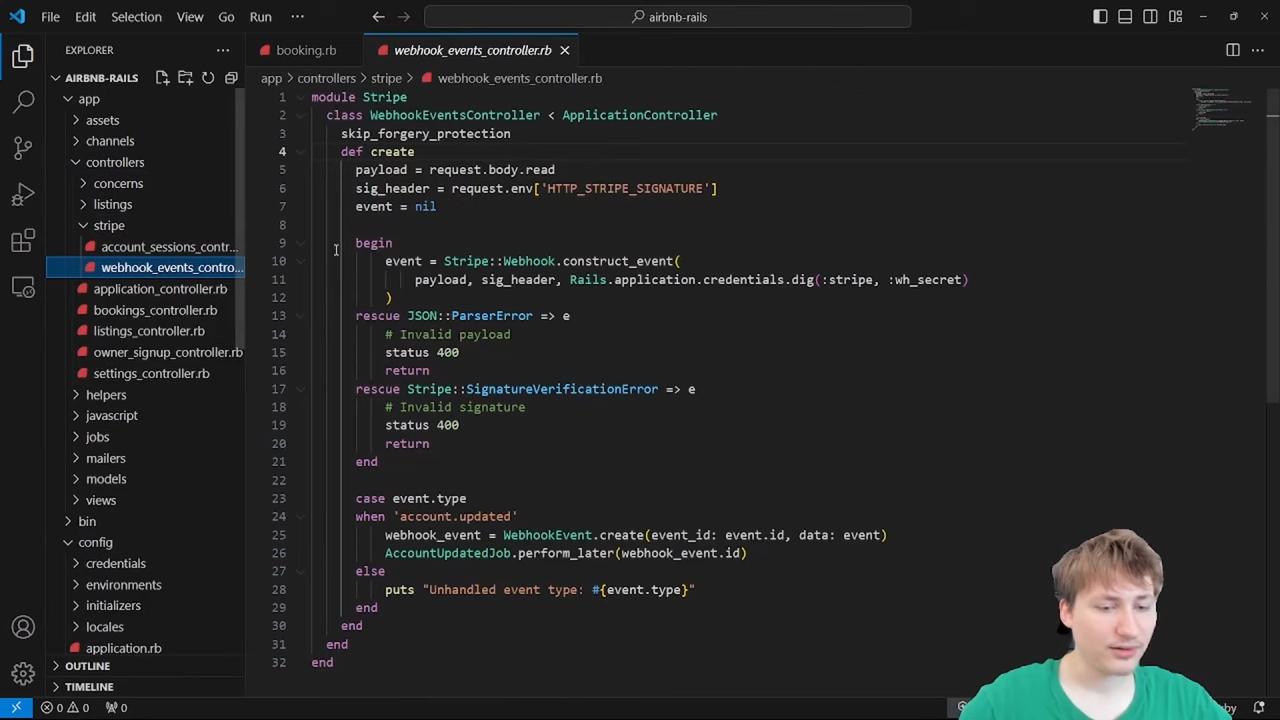 File Edit Selection View Go Run ···
airbnb-rails
EXPLORER ···
booking.rb
webhook_events_controller.rb
AIRBNB-RAILS
app > controllers > stripe > webhook_events_controller.rb
app
assets
channels
controllers
concerns
listings
stripe
account_sessions_contr...
webhook_events_contro...
application_controller.rb
bookings_controller.rb
listings_controller.rb
owner_signup_controller.rb
settings_controller.rb
helpers
javascript
jobs
mailers
models
views
bin
config
credentials
environments
initializers
locales
application.rb
OUTLINE
TIMELINE
1 module Stripe
2 class WebhookEventsController < ApplicationController
3 skip_forgery_protection
4 def create
5 payload = request.body.read
6 sig_header = request.env['HTTP_STRIPE_SIGNATURE']
7 event = nil
8
9 begin
10 event = Stripe::Webhook.construct_event(
11 payload, sig_header, Rails.application.credentials.dig(:stripe, :wh_secret)
12 )
13 rescue JSON::ParserError => e
14 # Invalid payload
15 status 400
16 return
17 rescue Stripe::SignatureVerificationError => e
18 # Invalid signature
19 status 400
20 return
21 end
22
23 case event.type
24 when 'account.updated'
25 webhook_event = WebhookEvent.create(event_id: event.id, data: event)
26 AccountUpdatedJob.perform_later(webhook_event.id)
27 else
28 puts "Unhandled event type: #{event.type}"
29 end
30 end
31 end
32 end
0 0 0